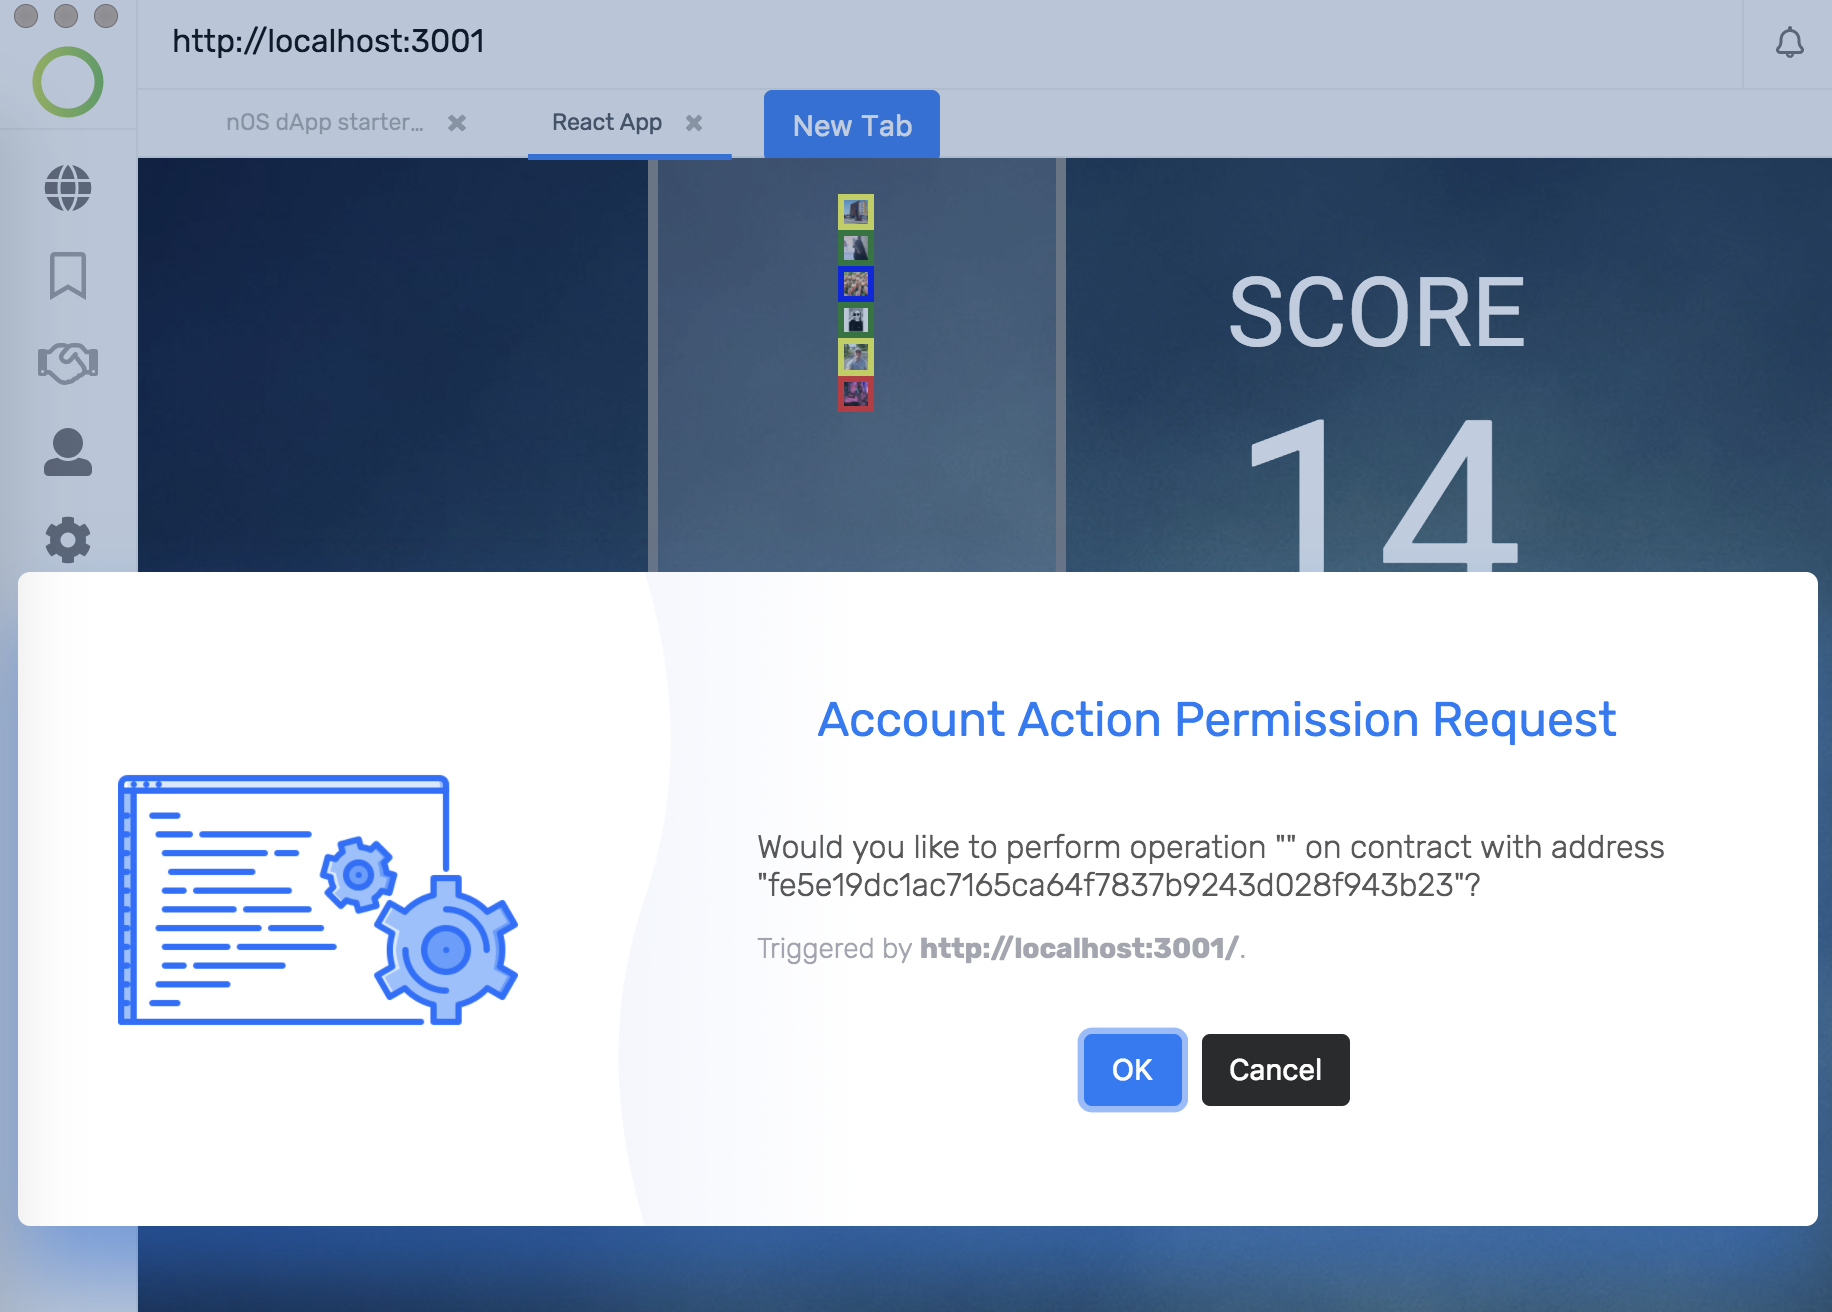 http://localhost:3001
nOS dApp starter...
React App
New Tab
SCORE
14
Account Action Permission Request
Would you like to perform operation "" on contract with address
"fe5e19dc1ac7165ca64f7837b9243d028f943b23"?
Triggered by http://localhost:3001/.
OK
Cancel